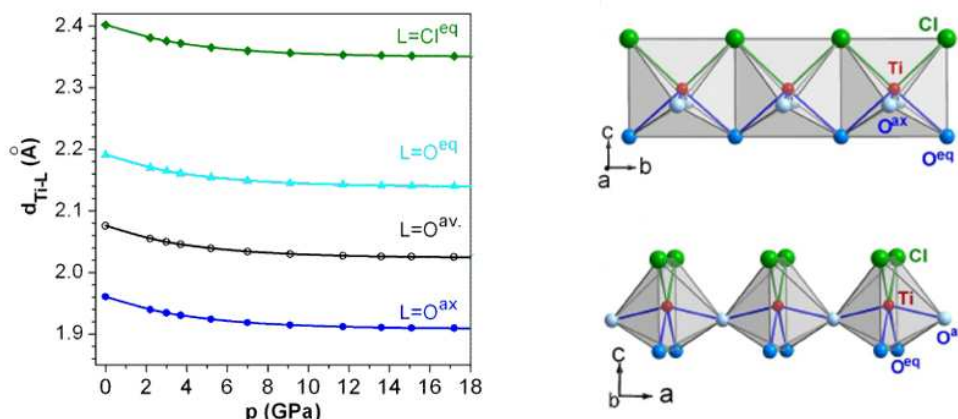 2.4
2.3
2.2
2.1
2.0
1.9
d_Ti-L (Å)
L=Cl^eq
L=O^eq
L=O^av.
L=O^ax
0 2 4 6 8 10 12 14 16 18
p (GPa)
Cl
Ti
O^ax
O^eq
c
a
b
Cl
Ti
O^a
O^eq
c
b
a